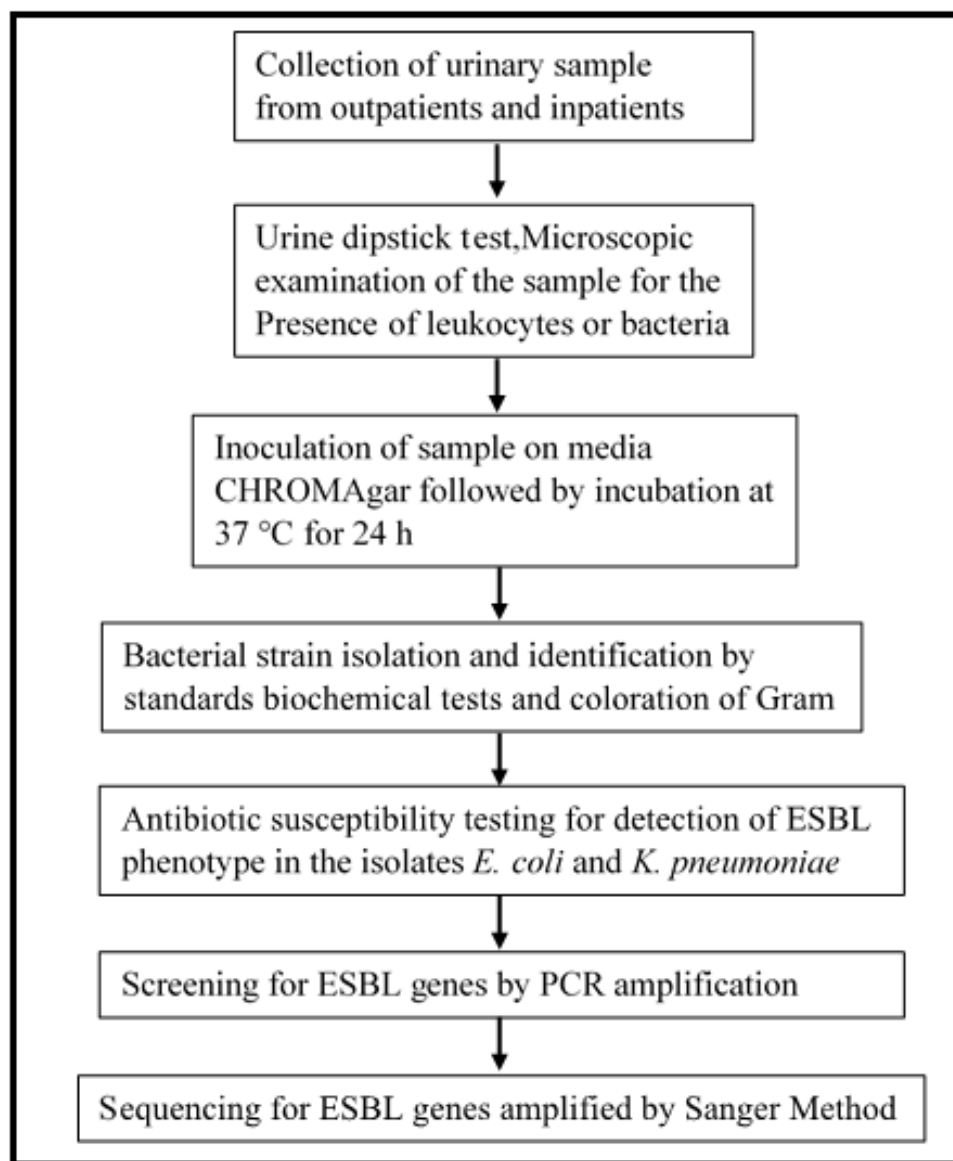 Collection of urinary sample
from outpatients and inpatients
Urine dipstick test,Microscopic
examination of the sample for the
Presence of leukocytes or bacteria
Inoculation of sample on media
CHROMAgar followed by incubation at
37 °C for 24 h
Bacterial strain isolation and identification by
standards biochemical tests and coloration of Gram
Antibiotic susceptibility testing for detection of ESBL
phenotype in the isolates E. coli and K. pneumoniae
Screening for ESBL genes by PCR amplification
Sequencing for ESBL genes amplified by Sanger Method